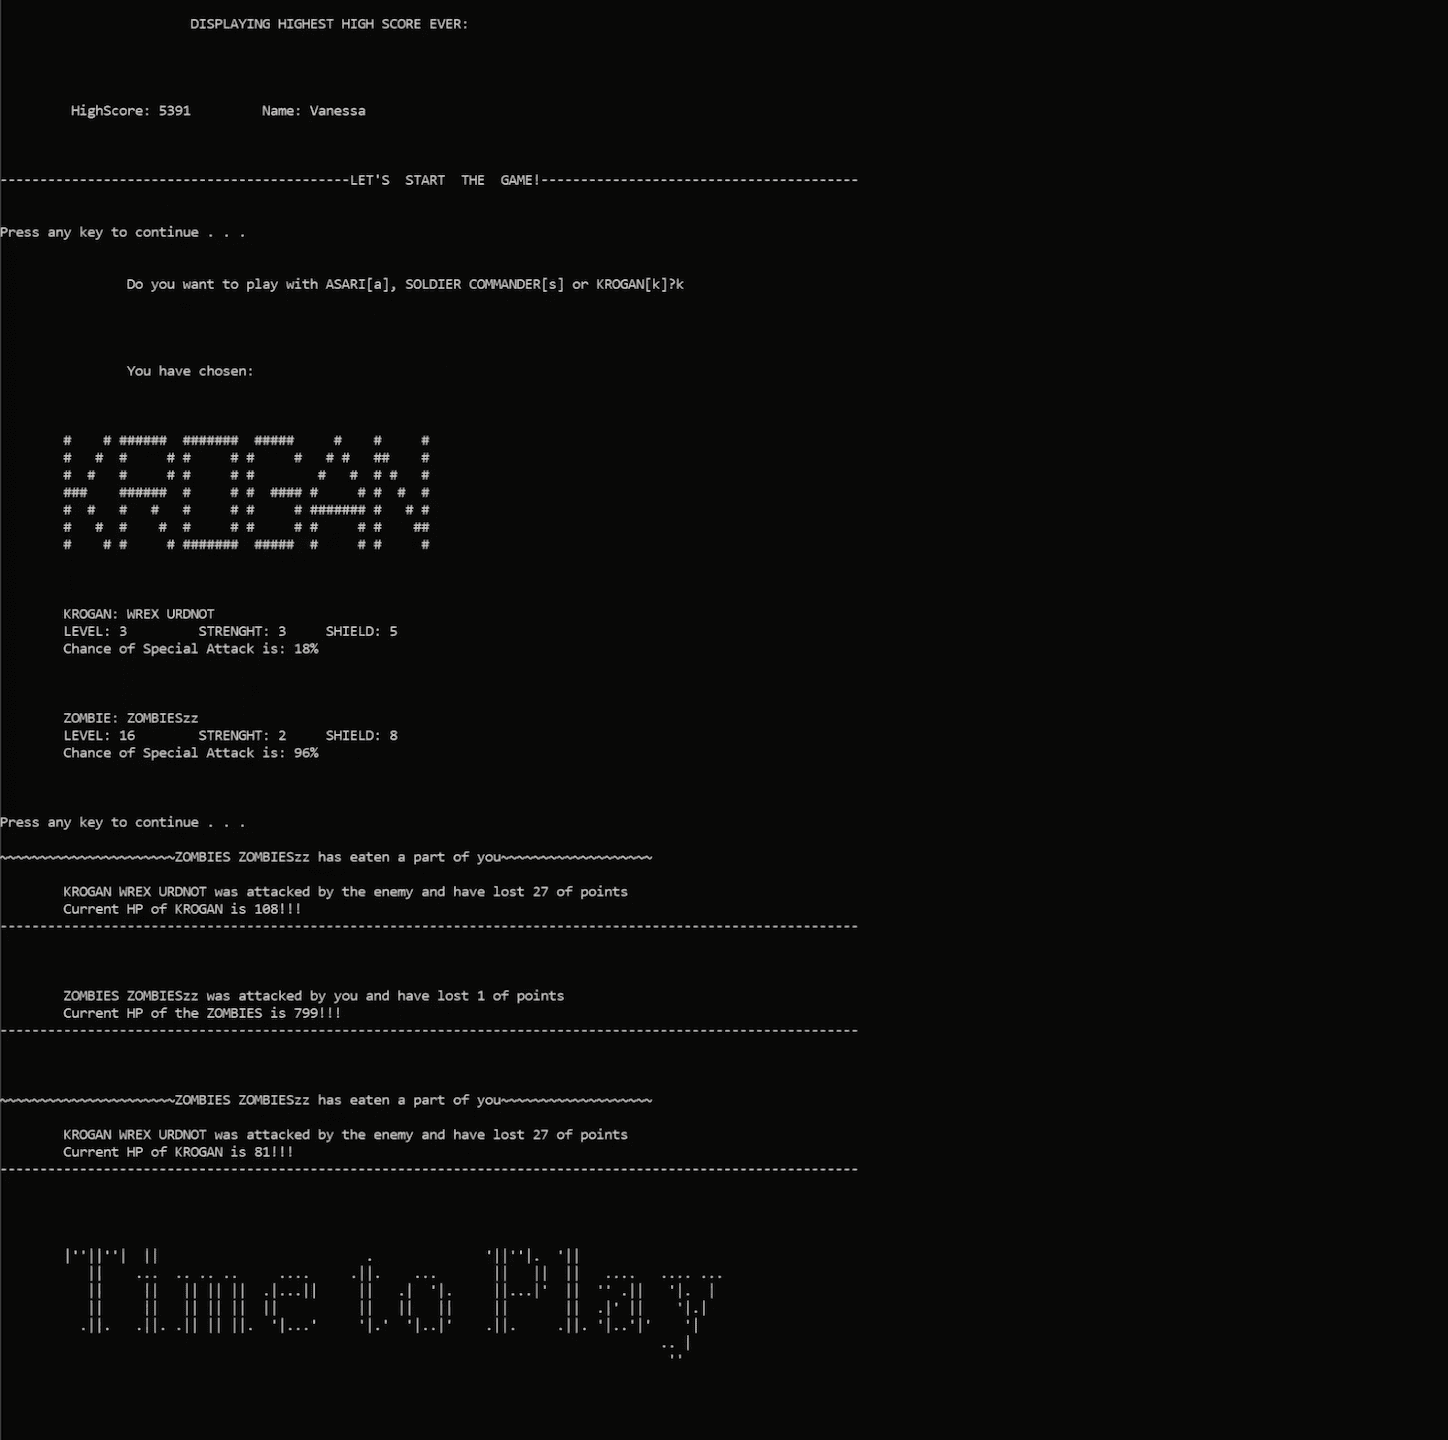 DISPLAYING HIGHEST HIGH SCORE EVER:
HighScore: 5391 Name: Vanessa
-------------------------------------------LET'S START THE GAME!---------------------------------------
Press any key to continue . . .
Do you want to play with ASARI[a], SOLDIER COMMANDER[s] or KROGAN[k]?k
You have chosen:
KROGAN
KROGAN: WREX URDNOT
LEVEL: 3 STRENGHT: 3 SHIELD: 5
Chance of Special Attack is: 18%
ZOMBIE: ZOMBIESzz
LEVEL: 16 STRENGHT: 2 SHIELD: 8
Chance of Special Attack is: 96%
Press any key to continue . . .
~~~~~~~~~~~~~~~~~~~~~~ZOMBIES ZOMBIESzz has eaten a part of you~~~~~~~~~~~~~~~~~~~
KROGAN WREX URDNOT was attacked by the enemy and have lost 27 of points
Current HP of KROGAN is 108!!!
ZOMBIES ZOMBIESzz was attacked by you and have lost 1 of points
Current HP of the ZOMBIES is 799!!!
~~~~~~~~~~~~~~~~~~~~~~ZOMBIES ZOMBIESzz has eaten a part of you~~~~~~~~~~~~~~~~~~~
KROGAN WREX URDNOT was attacked by the enemy and have lost 27 of points
Current HP of KROGAN is 81!!!
Time to Play